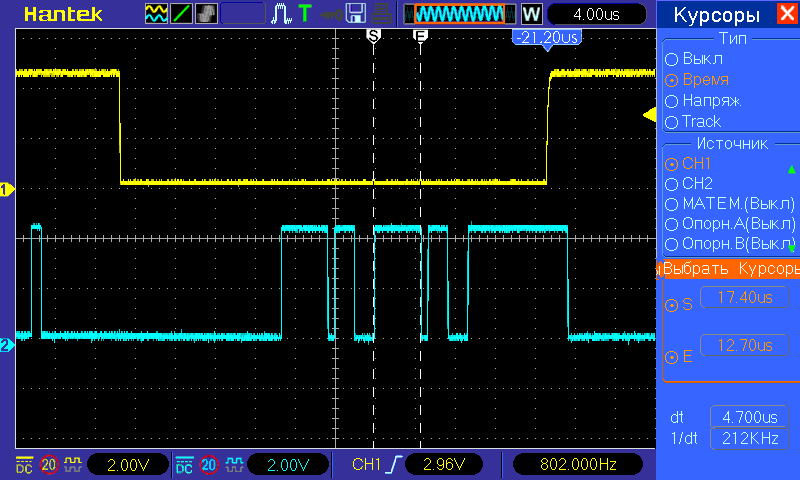 Hantek T W 4.00us Курсоры
-21.20us
S E
Тип
Выкл
Время
Напряж.
Track
Источник
CH1
CH2
МАТЕМ.(Выкл)
Опорн.А(Выкл)
Опорн.В(Выкл)
Выбрать Курсоры
S 17.40us
E 12.70us
dt 4.700us
1/dt 212KHz
1
2
DC 20 2.00V DC 20 2.00V CH1 2.96V 802.000Hz